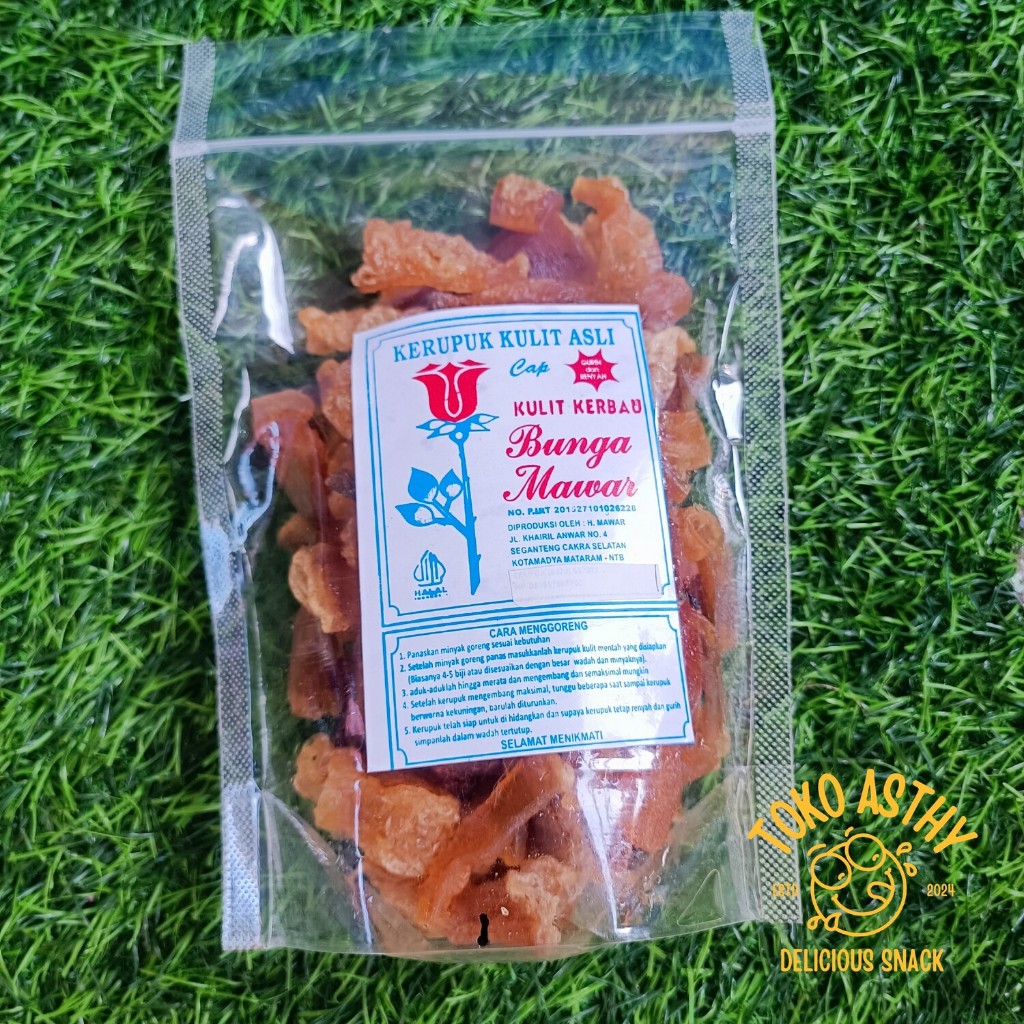 KERUPUK KULIT ASLI
Cap
GURIH
dan
RENYAH
KULIT KERBAU
Bunga
Mawar
NO. P.IRT 201527101026228
DIPRODUKSI OLEH : H. MAWAR
JL. KHAIRIL ANWAR NO. 4
SEGANTENG CAKRA SELATAN
KOTAMADYA MATARAM - NTB
HALAL
CARA MENGGORENG
1. Panaskan minyak goreng sesuai kebutuhan
2. Setelah minyak goreng panas masukkanlah kerupuk kulit mentah yang disiapkan
(Biasanya 4-5 biji atau disesuaikan dengan besar wadah dan minyaknya).
3. aduk-aduklah hingga merata dan mengembang dan semaksimal mungkin
4. Setelah kerupuk mengembang maksimal, tunggu beberapa saat sampai kerupuk
berwarna kekuningan, barulah diturunkan.
5. Kerupuk telah siap untuk di hidangkan dan supaya kerupuk tetap renyah dan gurih
simpanlah dalam wadah tertutup.
SELAMAT MENIKMATI
TOKO ASTHY
ESTD 2024
DELICIOUS SNACK